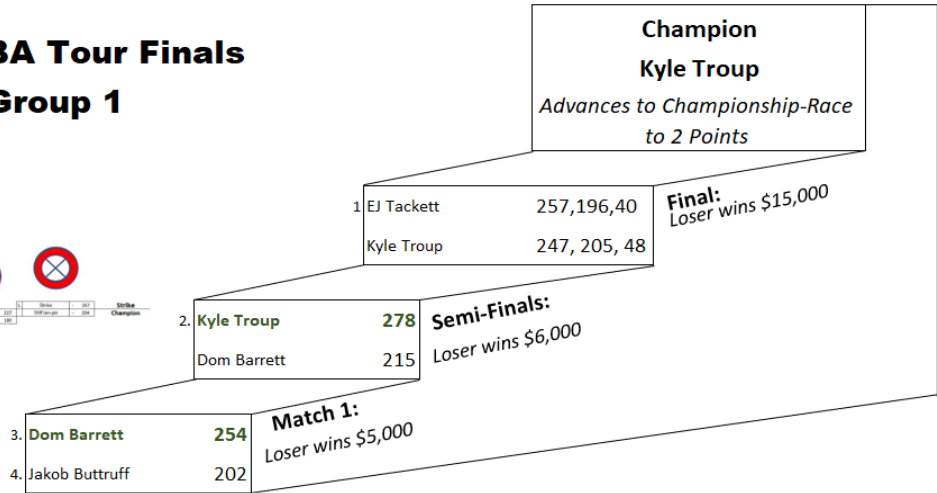 BA Tour Finals
Group 1
Champion
Kyle Troup
Advances to Championship-Race
to 2 Points
1 EJ Tackett 257,196,40
Kyle Troup 247, 205, 48
Final:
Loser wins $15,000
2. Kyle Troup 278
Dom Barrett 215
Semi-Finals:
Loser wins $6,000
3. Dom Barrett 254
4. Jakob Buttruff 202
Match 1:
Loser wins $5,000
Strike
Champion